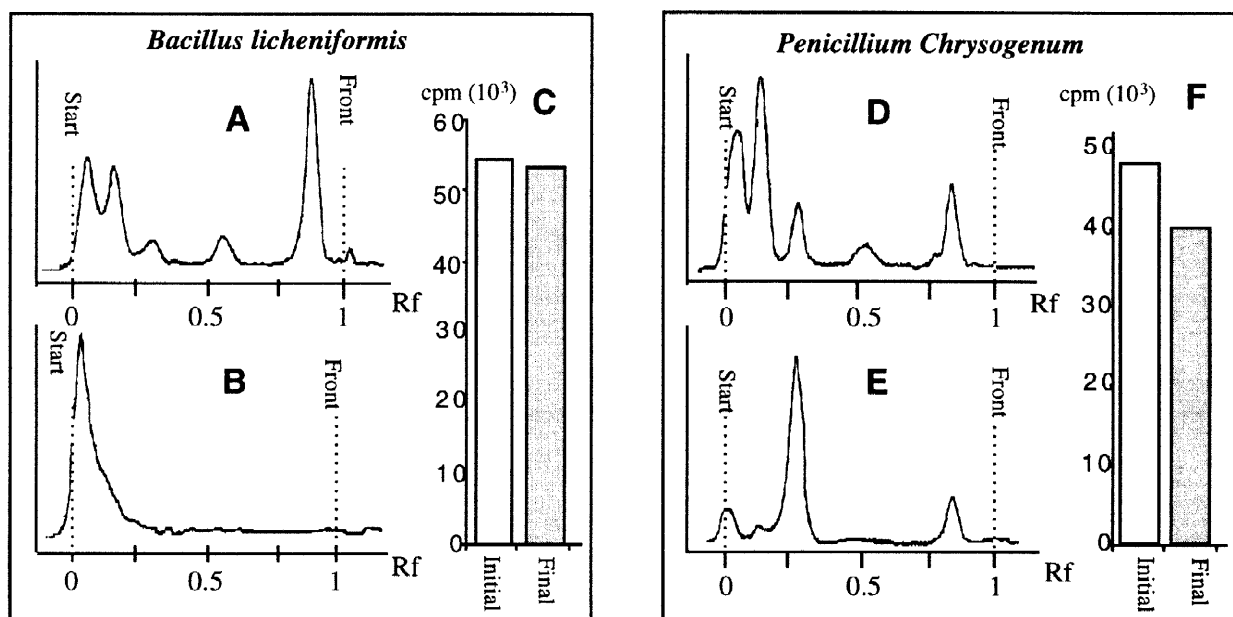 Bacillus licheniformis
Start
A
Front
0
0.5
1
Rf
Start
B
Front
0
0.5
1
Rf
cpm (10³)
C
60
50
40
30
20
10
0
Initial
Final
Penicillium Chrysogenum
Start
D
Front
0
0.5
1
Rf
Start
E
Front
0
0.5
1
Rf
cpm (10³)
F
50
40
30
20
10
0
Initial
Final